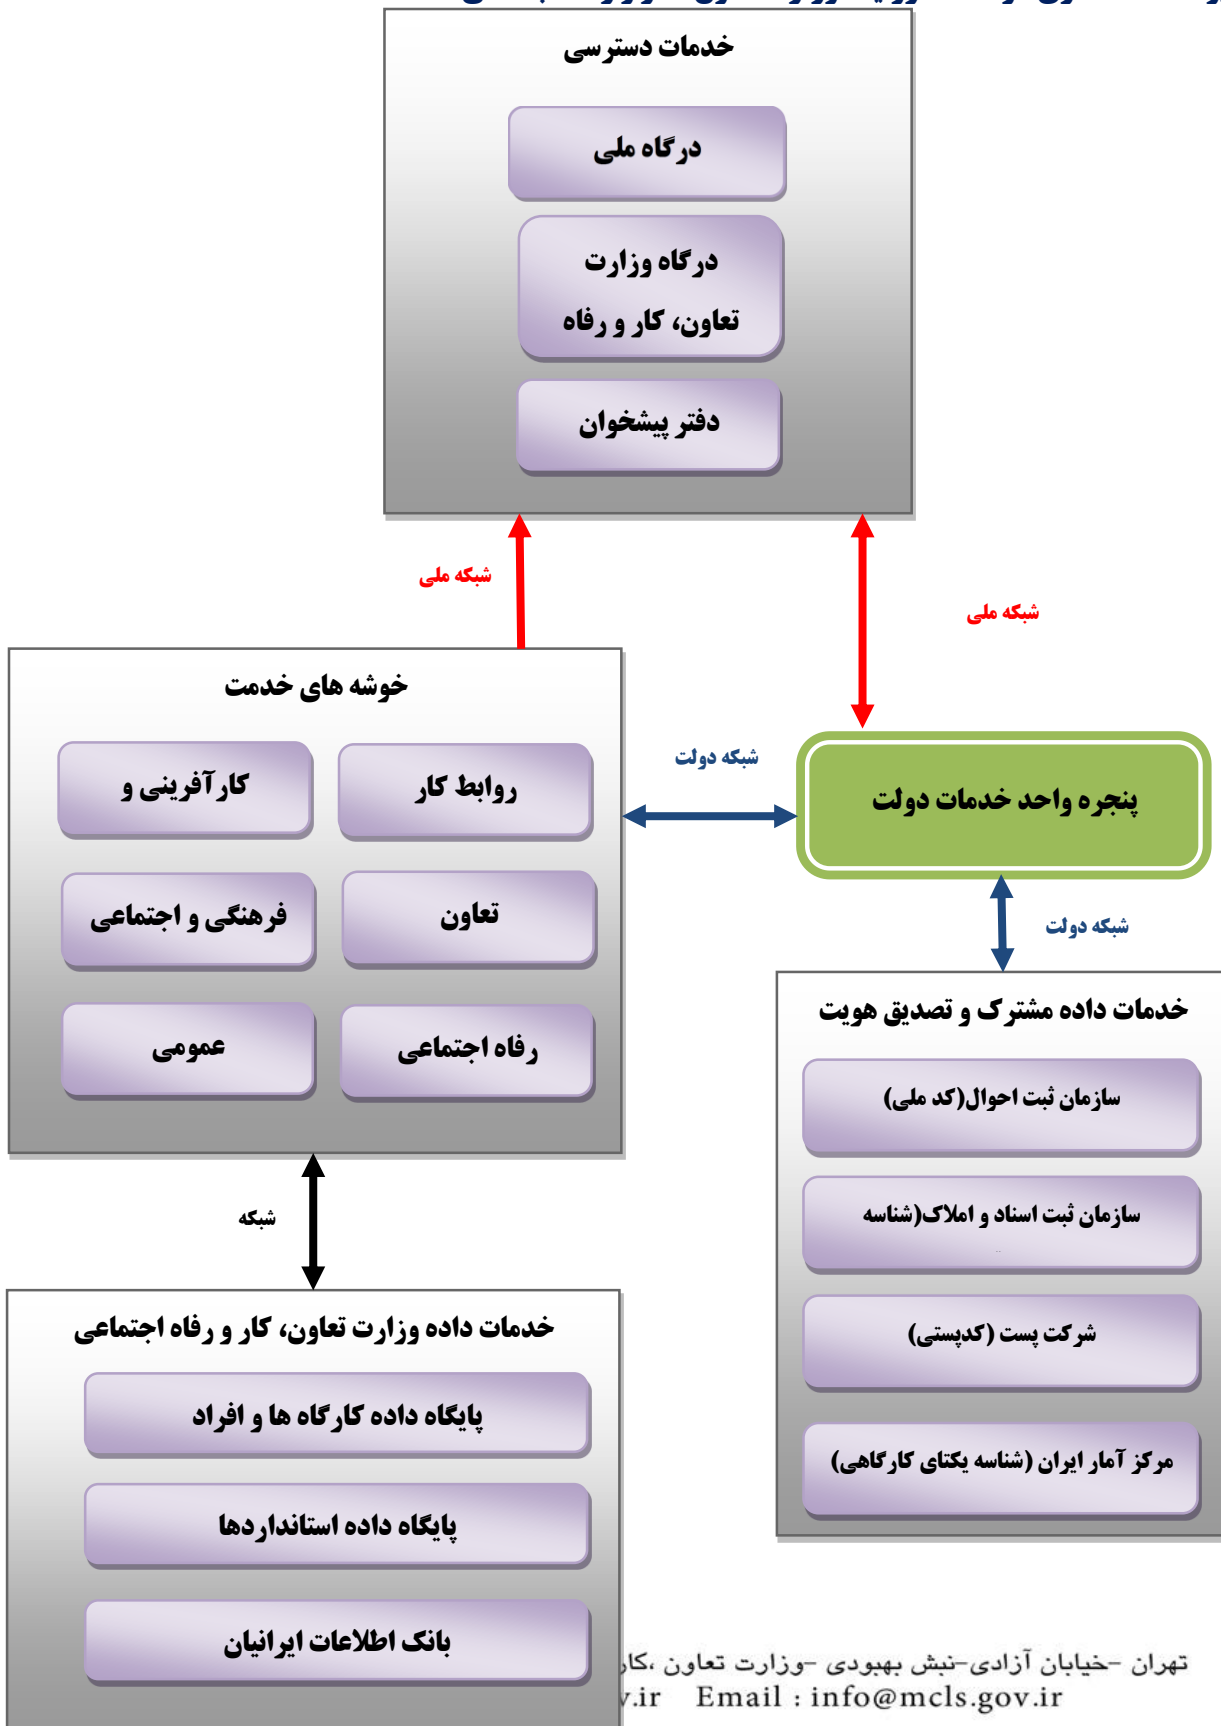 خدمات دسترسی
درگاه ملی
درگاه وزارت
تعاون، کار و رفاه
دفتر پیشخوان
شبکه ملی
شبکه ملی
خوشه های خدمت
روابط کار
کارآفرینی و
تعاون
فرهنگی و اجتماعی
رفاه اجتماعی
عمومی
شبکه دولت
پنجره واحد خدمات دولت
شبکه دولت
خدمات داده مشترک و تصدیق هویت
سازمان ثبت احوال(کد ملی)
سازمان ثبت اسناد و املاک(شناسه
شرکت پست (کدپستی)
مرکز آمار ایران (شناسه یکتای کارگاهی)
شبکه
خدمات داده وزارت تعاون، کار و رفاه اجتماعی
پایگاه داده کارگاه ها و افراد
پایگاه داده استانداردها
بانک اطلاعات ایرانیان
تهران -خیابان آزادی-نبش بهبودی -وزارت تعاون ،کار
v.ir Email : info@mcls.gov.ir